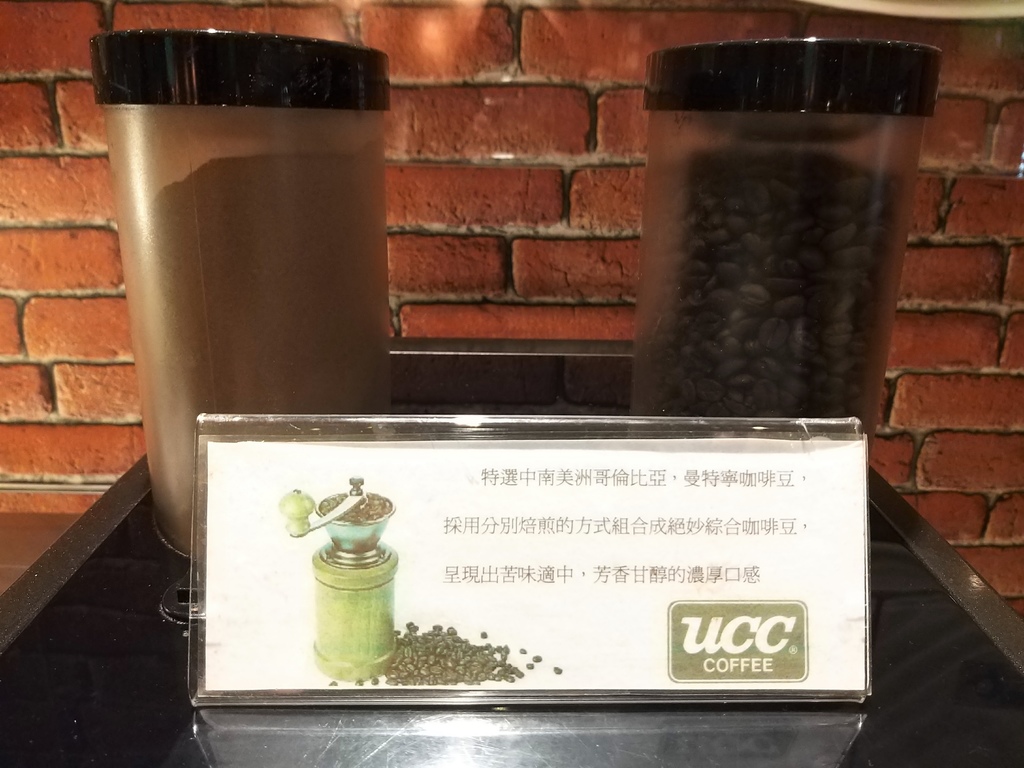 特選中南美洲哥倫比亞，曼特寧咖啡豆，
採用分別焙煎的方式組合成絕妙綜合咖啡豆，
呈現出苦味適中，芳香甘醇的濃厚口感
UCC®
COFFEE